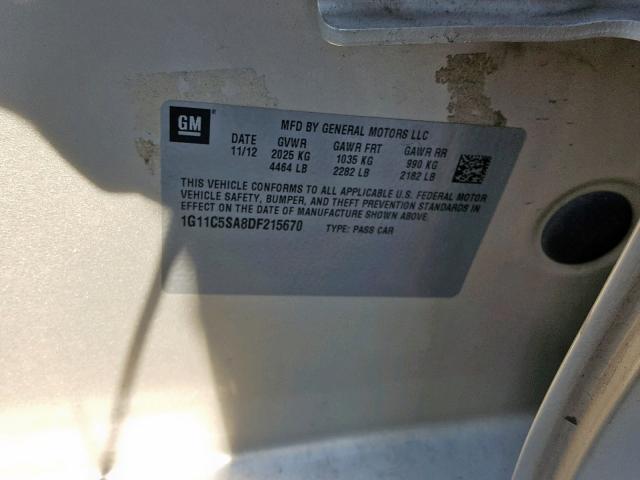 GM®
MFD BY GENERAL MOTORS LLC
DATE GVWR GAWR FRT GAWR RR
11/12 2025 KG 1035 KG 990 KG
4464 LB 2282 LB 2182 LB
THIS VEHICLE CONFORMS TO ALL APPLICABLE U.S. FEDERAL MOTOR
VEHICLE SAFETY, BUMPER, AND THEFT PREVENTION STANDARDS IN
EFFECT ON THE DATE OF MANUFACTURE SHOWN ABOVE.
1G11C5SA8DF215670 TYPE: PASS CAR